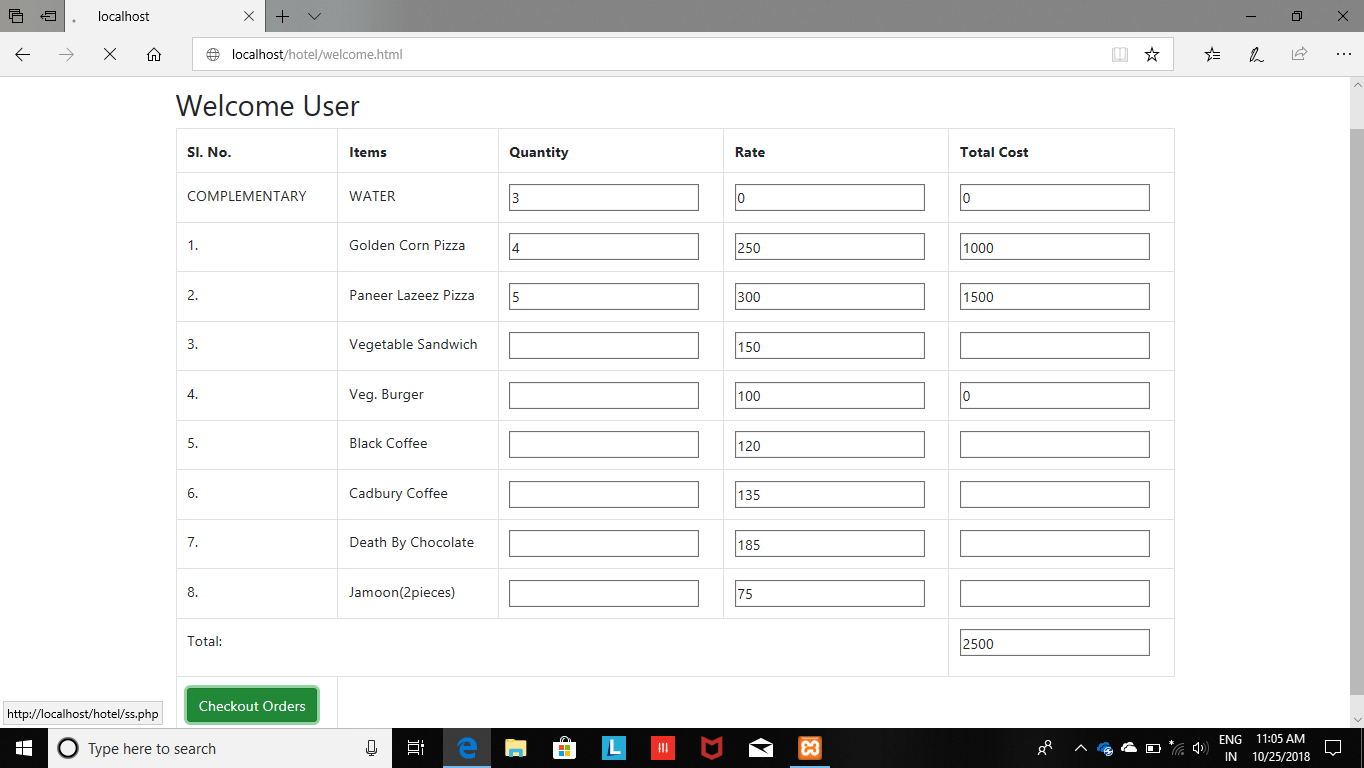 localhost
localhost/hotel/welcome.html
Welcome User
Sl. No. Items Quantity Rate Total Cost
COMPLEMENTARY WATER 3 0 0
1. Golden Corn Pizza 4 250 1000
2. Paneer Lazeez Pizza 5 300 1500
3. Vegetable Sandwich 150
4. Veg. Burger 100 0
5. Black Coffee 120
6. Cadbury Coffee 135
7. Death By Chocolate 185
8. Jamoon(2pieces) 75
Total: 2500
Checkout Orders
http://localhost/hotel/ss.php
Type here to search
L
ENG 11:05 AM
IN 10/25/2018